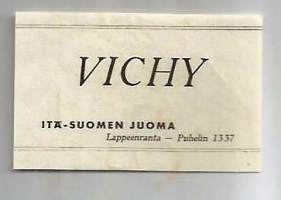 VICHY
ITÄ-SUOMEN JUOMA
Lappeenranta — Puhelin 1337